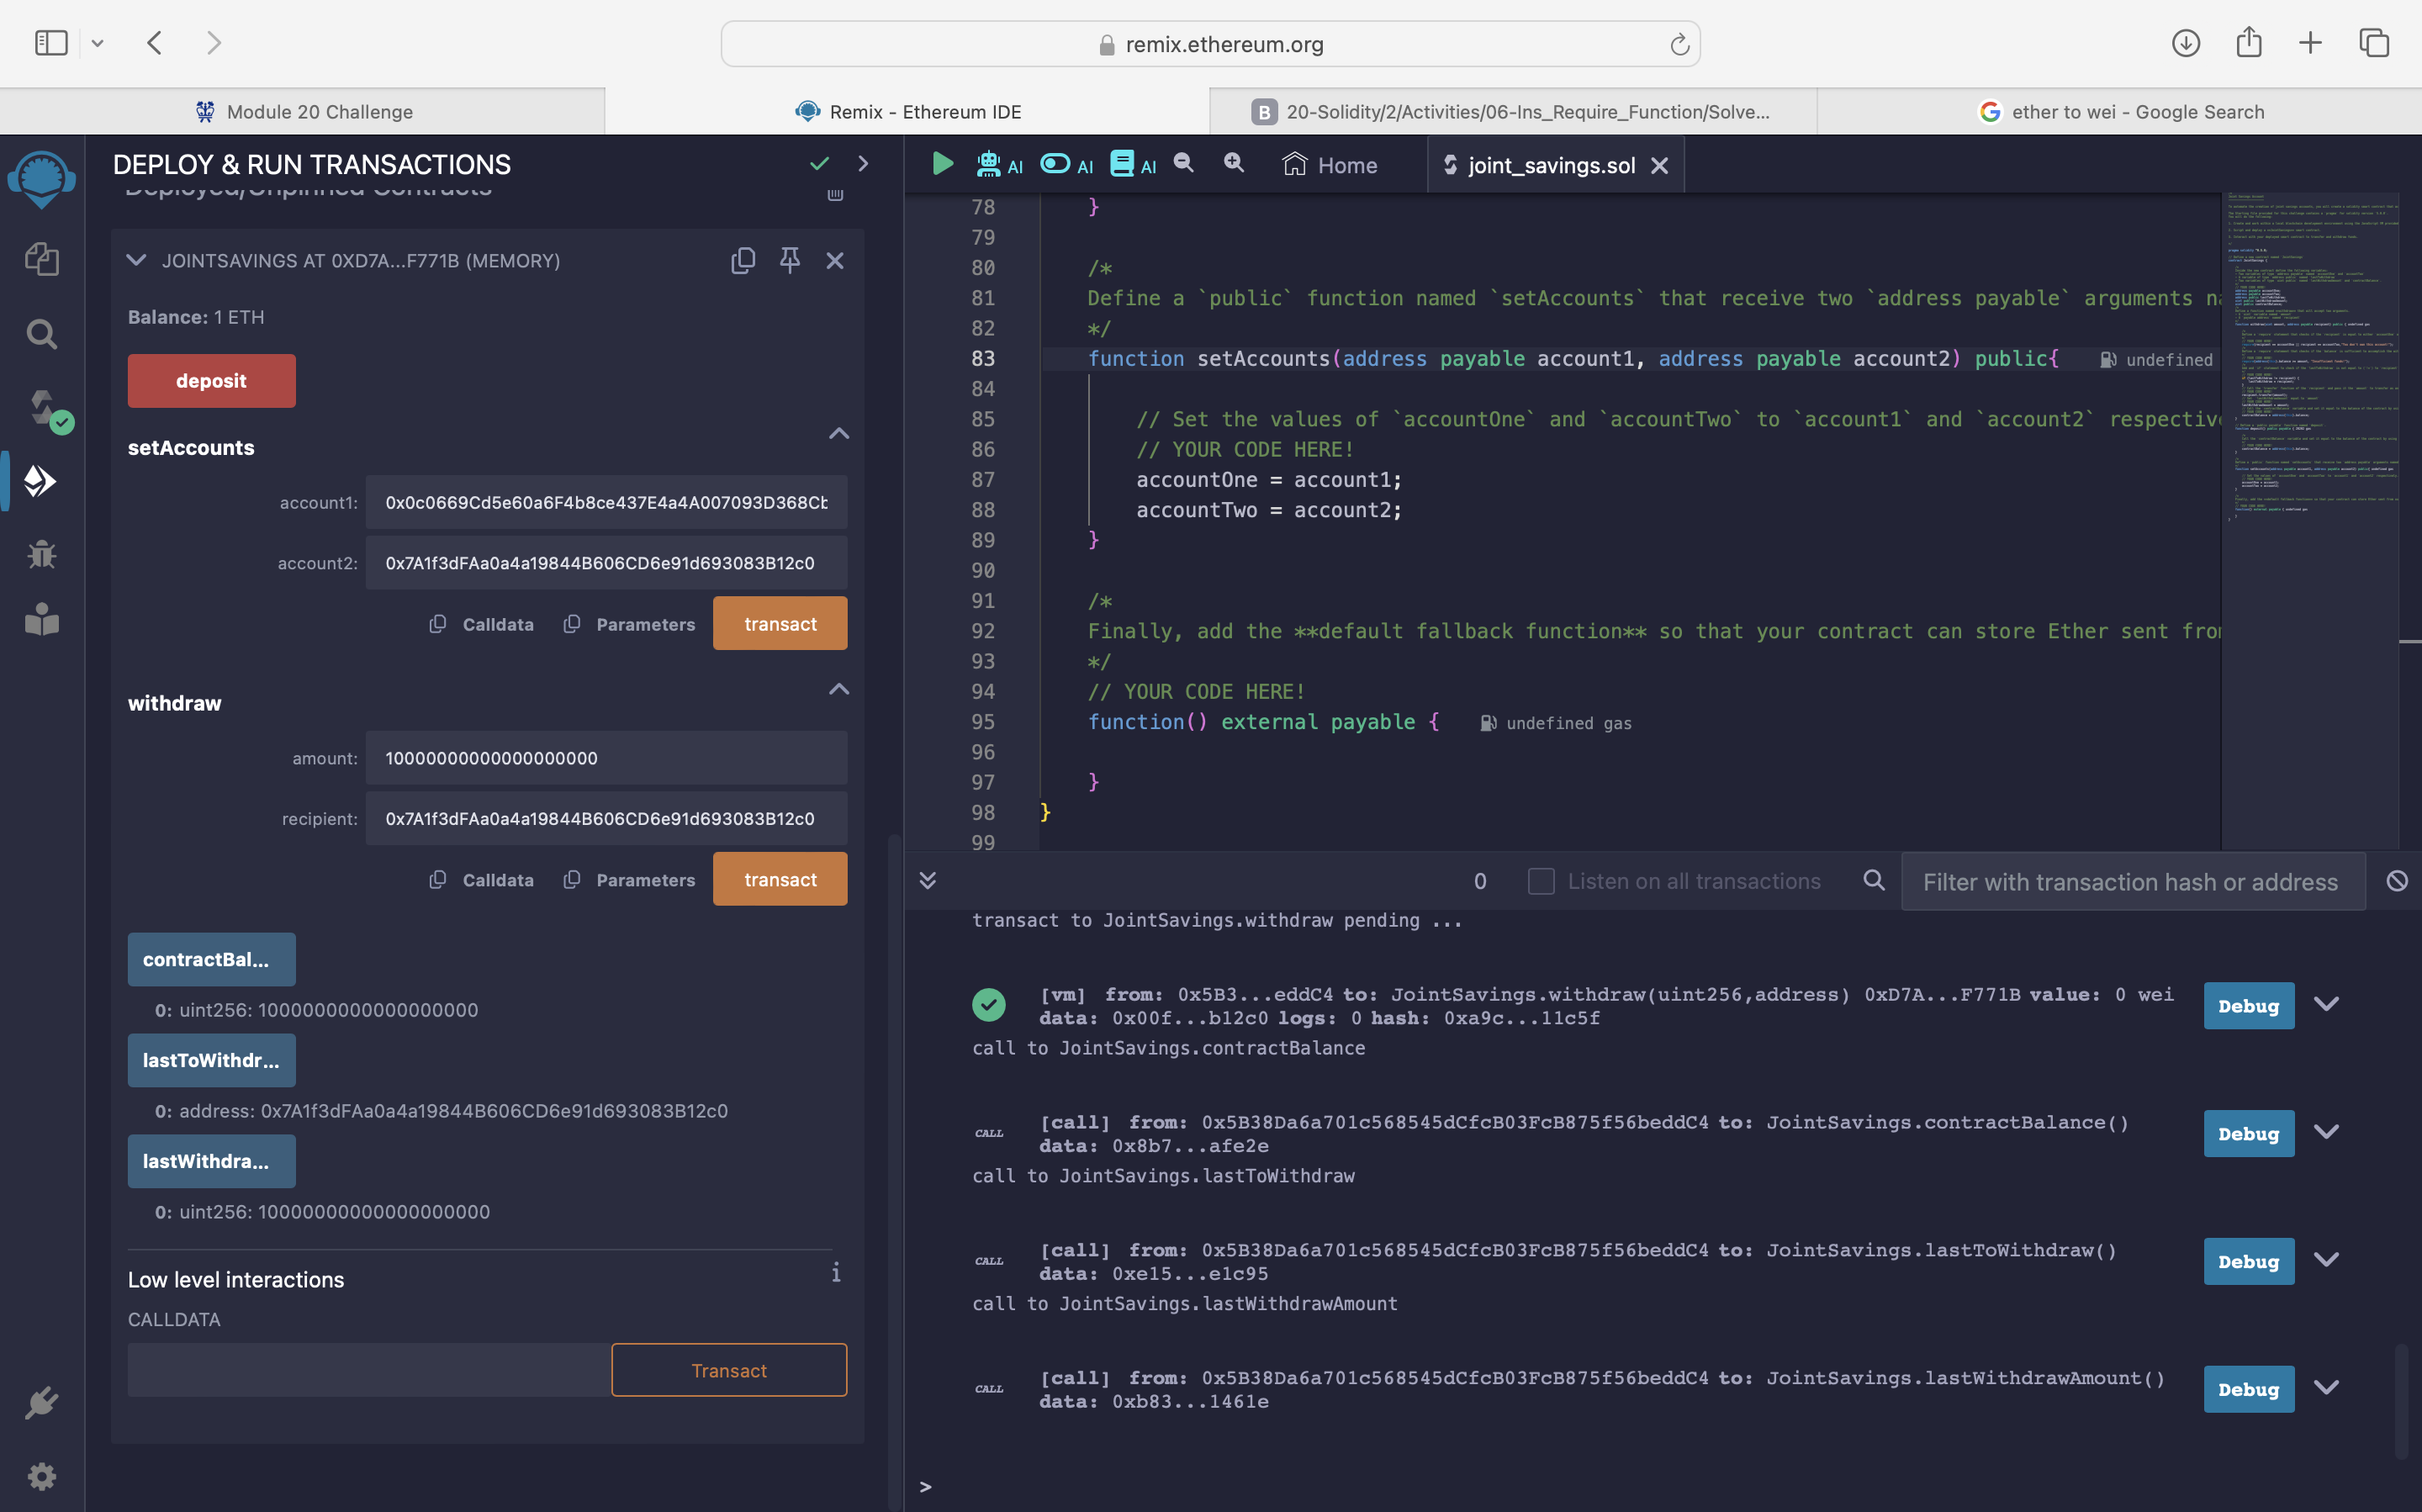 remix.ethereum.org
Module 20 Challenge
Remix - Ethereum IDE
B 20-Solidity/2/Activities/06-Ins_Require_Function/Solve...
ether to wei - Google Search
DEPLOY & RUN TRANSACTIONS
Deployed/Unpinned Contracts
JOINTSAVINGS AT 0XD7A...F771B (MEMORY)
Balance: 1 ETH
deposit
setAccounts
account1: 0x0c0669Cd5e60a6F4b8ce437E4a4A007093D368Cb
account2: 0x7A1f3dFAa0a4a19844B606CD6e91d693083B12c0
Calldata Parameters transact
withdraw
amount: 10000000000000000000
recipient: 0x7A1f3dFAa0a4a19844B606CD6e91d693083B12c0
Calldata Parameters transact
contractBal...
0: uint256: 1000000000000000000
lastToWithdr...
0: address: 0x7A1f3dFAa0a4a19844B606CD6e91d693083B12c0
lastWithdra...
0: uint256: 10000000000000000000
Low level interactions
i
CALLDATA
Transact
AI AI AI Home joint_savings.sol
78 }
79
80 /*
81 Define a `public` function named `setAccounts` that receive two `address payable` arguments na
82 */
83 function setAccounts(address payable account1, address payable account2) public{ undefined
84
85 // Set the values of `accountOne` and `accountTwo` to `account1` and `account2` respectiv
86 // YOUR CODE HERE!
87 accountOne = account1;
88 accountTwo = account2;
89 }
90
91 /*
92 Finally, add the **default fallback function** so that your contract can store Ether sent from
93 */
94 // YOUR CODE HERE!
95 function() external payable { undefined gas
96
97 }
98 }
99
0 Listen on all transactions Filter with transaction hash or address
transact to JointSavings.withdraw pending ...
[vm] from: 0x5B3...eddC4 to: JointSavings.withdraw(uint256,address) 0xD7A...F771B value: 0 wei
data: 0x00f...b12c0 logs: 0 hash: 0xa9c...11c5f
Debug
call to JointSavings.contractBalance
CALL [call] from: 0x5B38Da6a701c568545dCfcB03FcB875f56beddC4 to: JointSavings.contractBalance()
data: 0x8b7...afe2e
Debug
call to JointSavings.lastToWithdraw
CALL [call] from: 0x5B38Da6a701c568545dCfcB03FcB875f56beddC4 to: JointSavings.lastToWithdraw()
data: 0xe15...e1c95
Debug
call to JointSavings.lastWithdrawAmount
CALL [call] from: 0x5B38Da6a701c568545dCfcB03FcB875f56beddC4 to: JointSavings.lastWithdrawAmount()
data: 0xb83...1461e
Debug
>